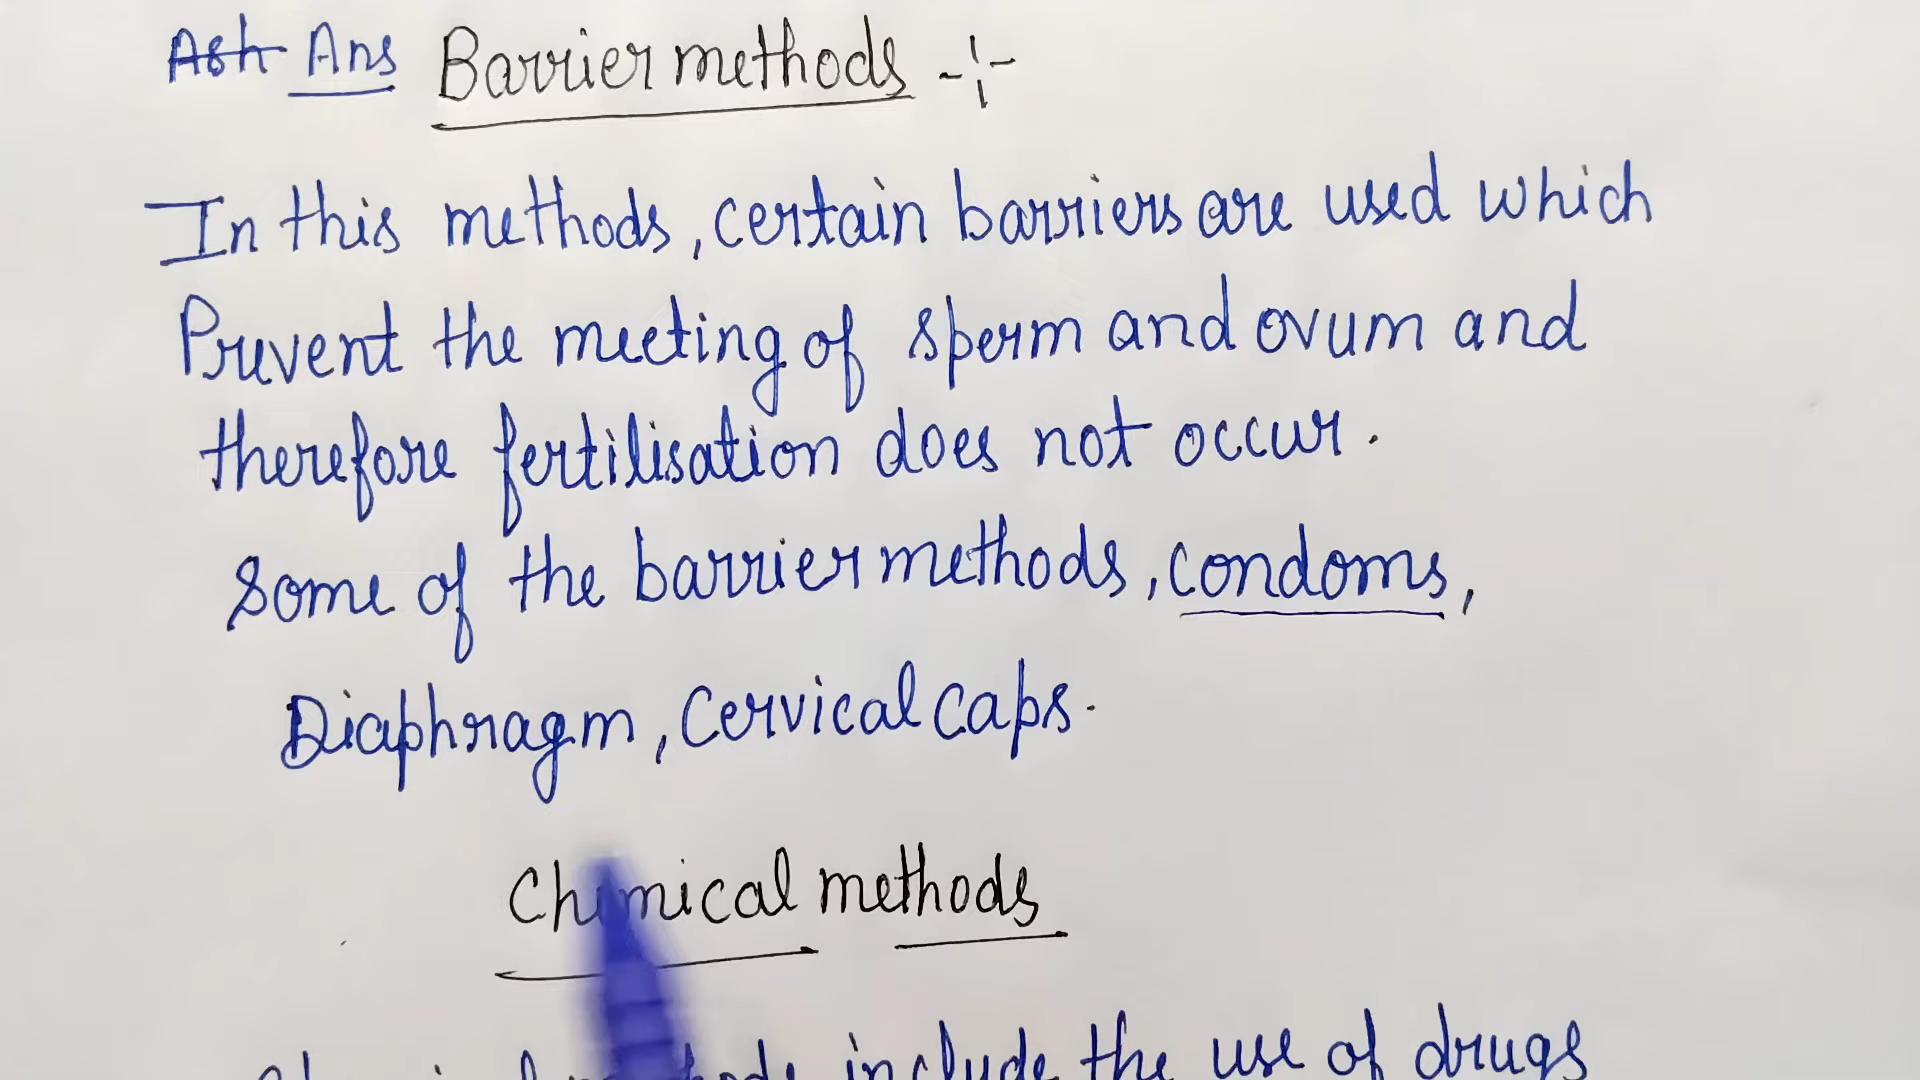 Ash Ans Barrier methods -:-
In this methods, certain barriers are used which
Prevent the meeting of sperm and ovum and
therefore fertilisation does not occur.
Some of the barrier methods, condoms,
Diaphragm, Cervical caps.
Chemical methods
include the use of drugs